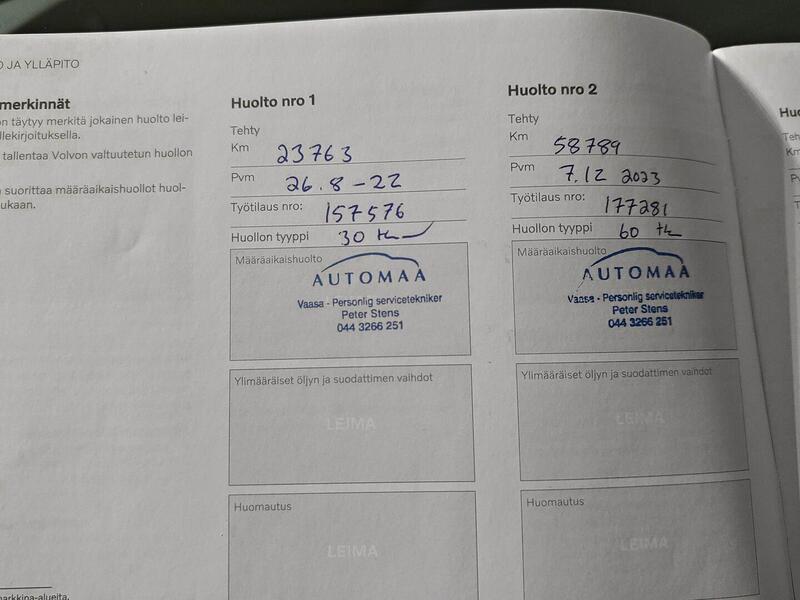 JA YLLÄPITO
merkinnät
on täytyy merkitä jokainen huolto lei-
llekirjoituksella.
tallentaa Volvon valtuutetun huollon
suorittaa määräaikaishuollot huol-
ukaan.
arkkina-alueita.
Huolto nro 1
Tehty
Km 23763
Pvm 26.8-22
Työtilaus nro: 157576
Huollon tyyppi 30 tk
Määräaikaishuolto
AUTOMAA
Vaasa - Personlig servicetekniker
Peter Stens
044 3266 251
Ylimääräiset öljyn ja suodattimen vaihdot
LEIMA
Huomautus
LEIMA
Huolto nro 2
Tehty
Km 58789
Pvm 7.12 2023
Työtilaus nro: 177281
Huollon tyyppi 60 tk
Määräaikaishuolto
AUTOMAA
Vaasa - Personlig servicetekniker
Peter Stens
044 3266 251
Ylimääräiset öljyn ja suodattimen vaihdot
LEIMA
Huomautus
LEIMA